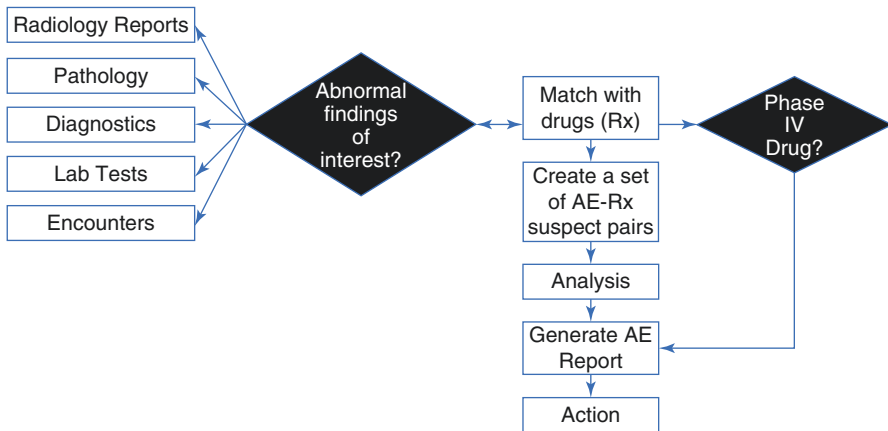 Radiology Reports
Pathology
Diagnostics
Lab Tests
Encounters
Abnormal
findings
of
interest?
Match with
drugs (Rx)
Create a set
of AE-Rx
suspect pairs
Analysis
Generate AE
Report
Action
Phase
IV
Drug?